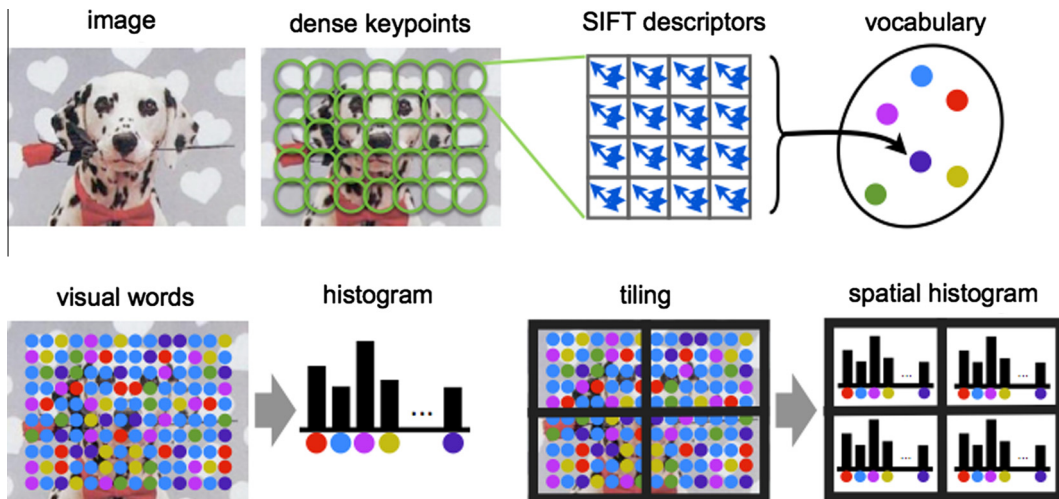 image
dense keypoints
SIFT descriptors
vocabulary
visual words
histogram
tiling
spatial histogram
...
...
...
...
...